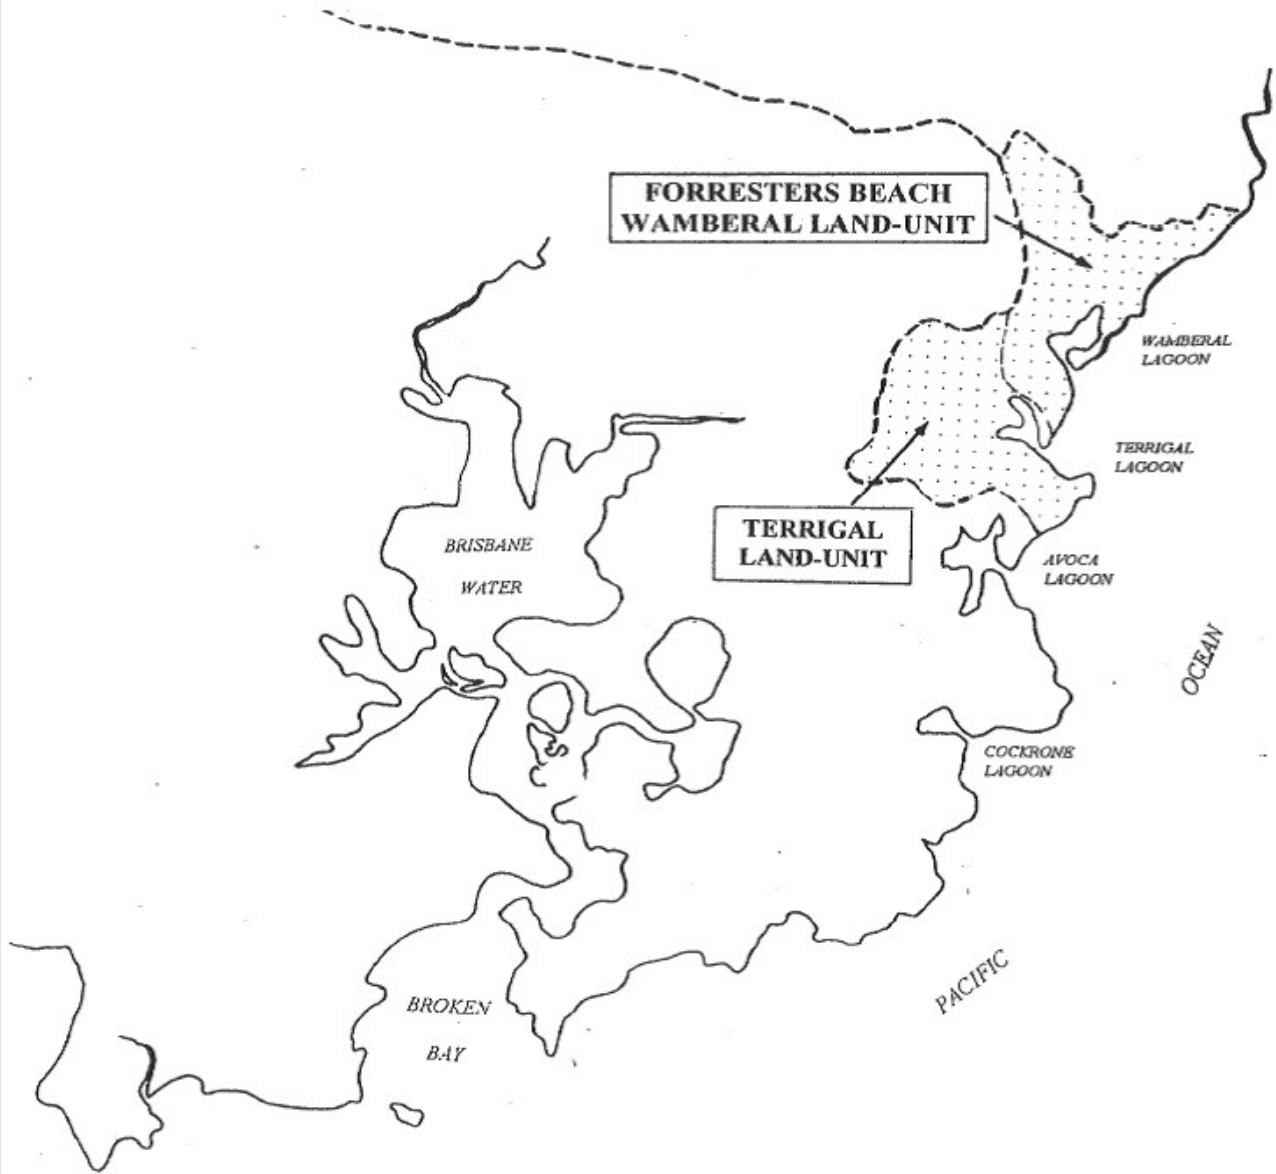 FORRESTERS BEACH
WAMBERAL LAND-UNIT
WAMBERAL
LAGOON
TERRIGAL
LAGOON
TERRIGAL
LAND-UNIT
BRISBANE
WATER
AVOCA
LAGOON
OCEAN
COCKRONE
LAGOON
PACIFIC
BROKEN
BAY